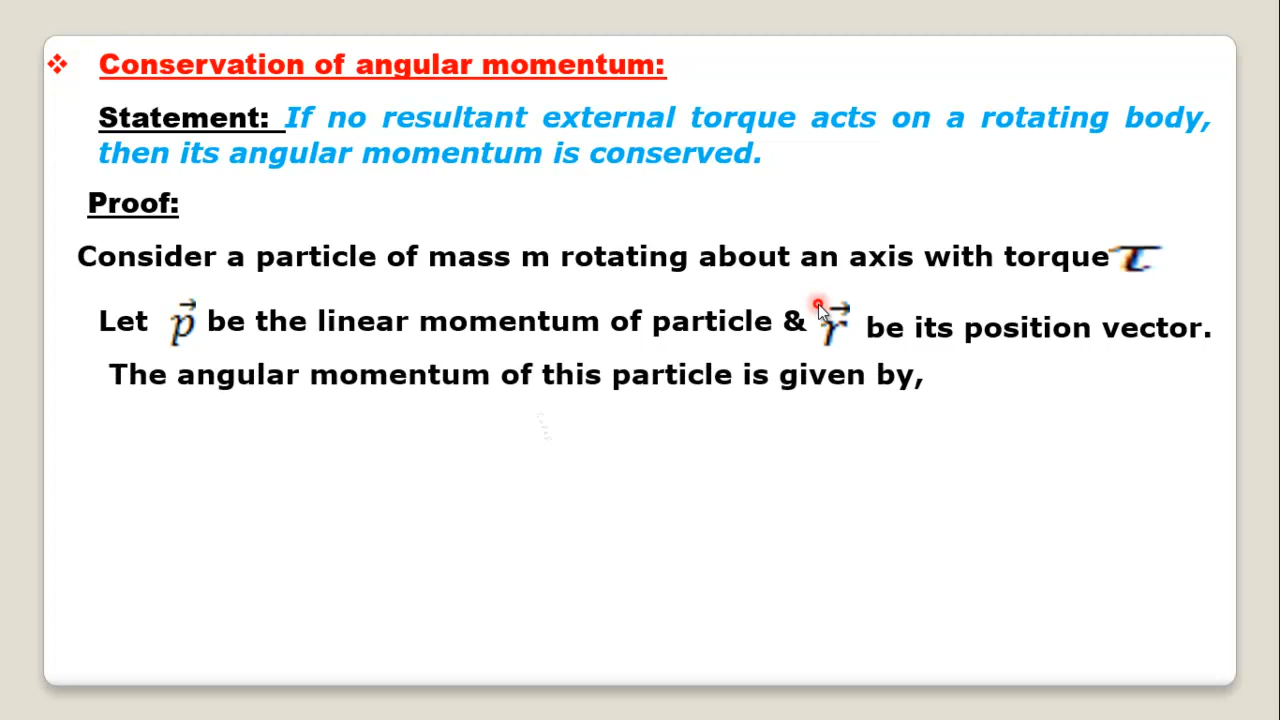 ❖ Conservation of angular momentum:
Statement: If no resultant external torque acts on a rotating body,
then its angular momentum is conserved.
Proof:
Consider a particle of mass m rotating about an axis with torque τ
Let p⃗ be the linear momentum of particle & r⃗ be its position vector.
The angular momentum of this particle is given by,